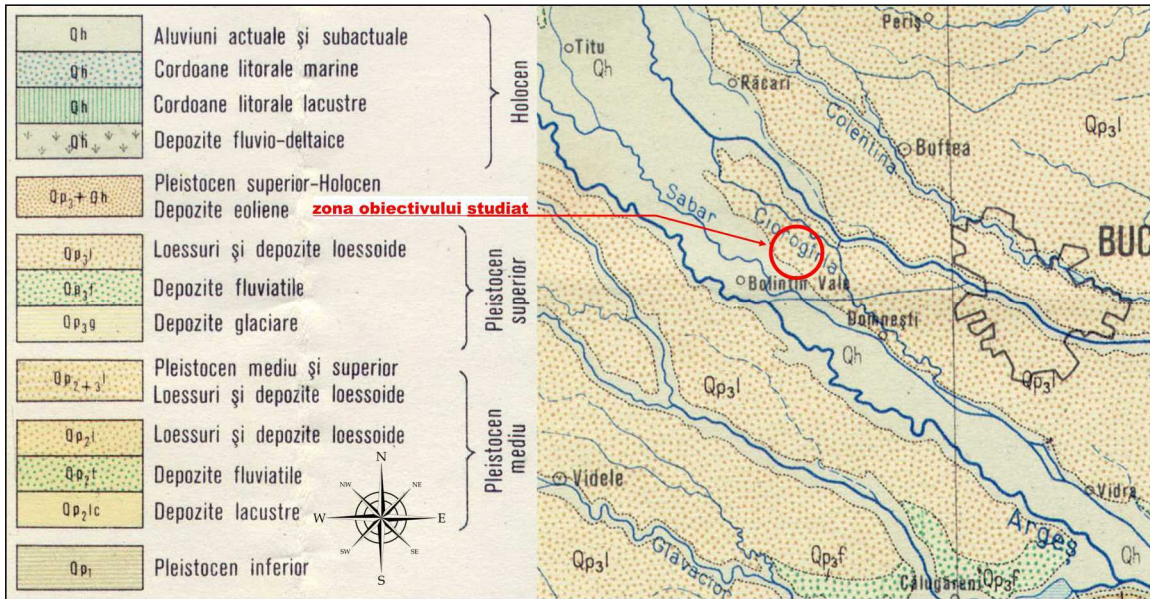 Qh Aluviuni actuale şi subactuale
Qh Cordoane litorale marine
Qh Cordoane litorale lacustre
Qh Depozite fluvio-deltaice
Holocen
Qp₃+Qh Pleistocen superior-Holocen
Depozite eoliene
zona obiectivului studiat
Qp₃l Loessuri şi depozite loessoide
Qp₃f Depozite fluviatile
Qp₃g Depozite glaciare
Pleistocen
superior
Qp₂₊₃l Pleistocen mediu şi superior
Loessuri şi depozite loessoide
Qp₂l Loessuri şi depozite loessoide
Qp₂f Depozite fluviatile
Qp₂lc Depozite lacustre
Pleistocen
mediu
Qp₁ Pleistocen inferior
N
NW
NE
W
E
SW
SE
S
Periş
Titu
Qh
Răcari
Colentina
Buftea
Qp₃l
Sabar
Ciorogîrla
BUC
Bolintin Vale
Domneşti
Qh
Qp₃l
Qp₃l
Videle
Vidra
Argeş
Qp₃f
Qh
Qp₃l
Glavacioc
Călugăreni
Qp₃f